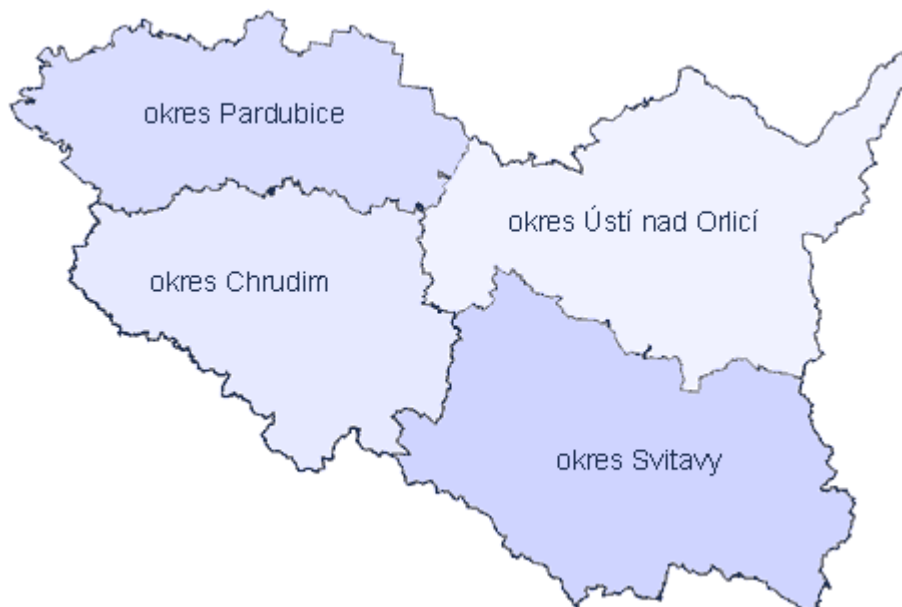 okres Pardubice
okres Ústí nad Orlicí
okres Chrudim
okres Svitavy